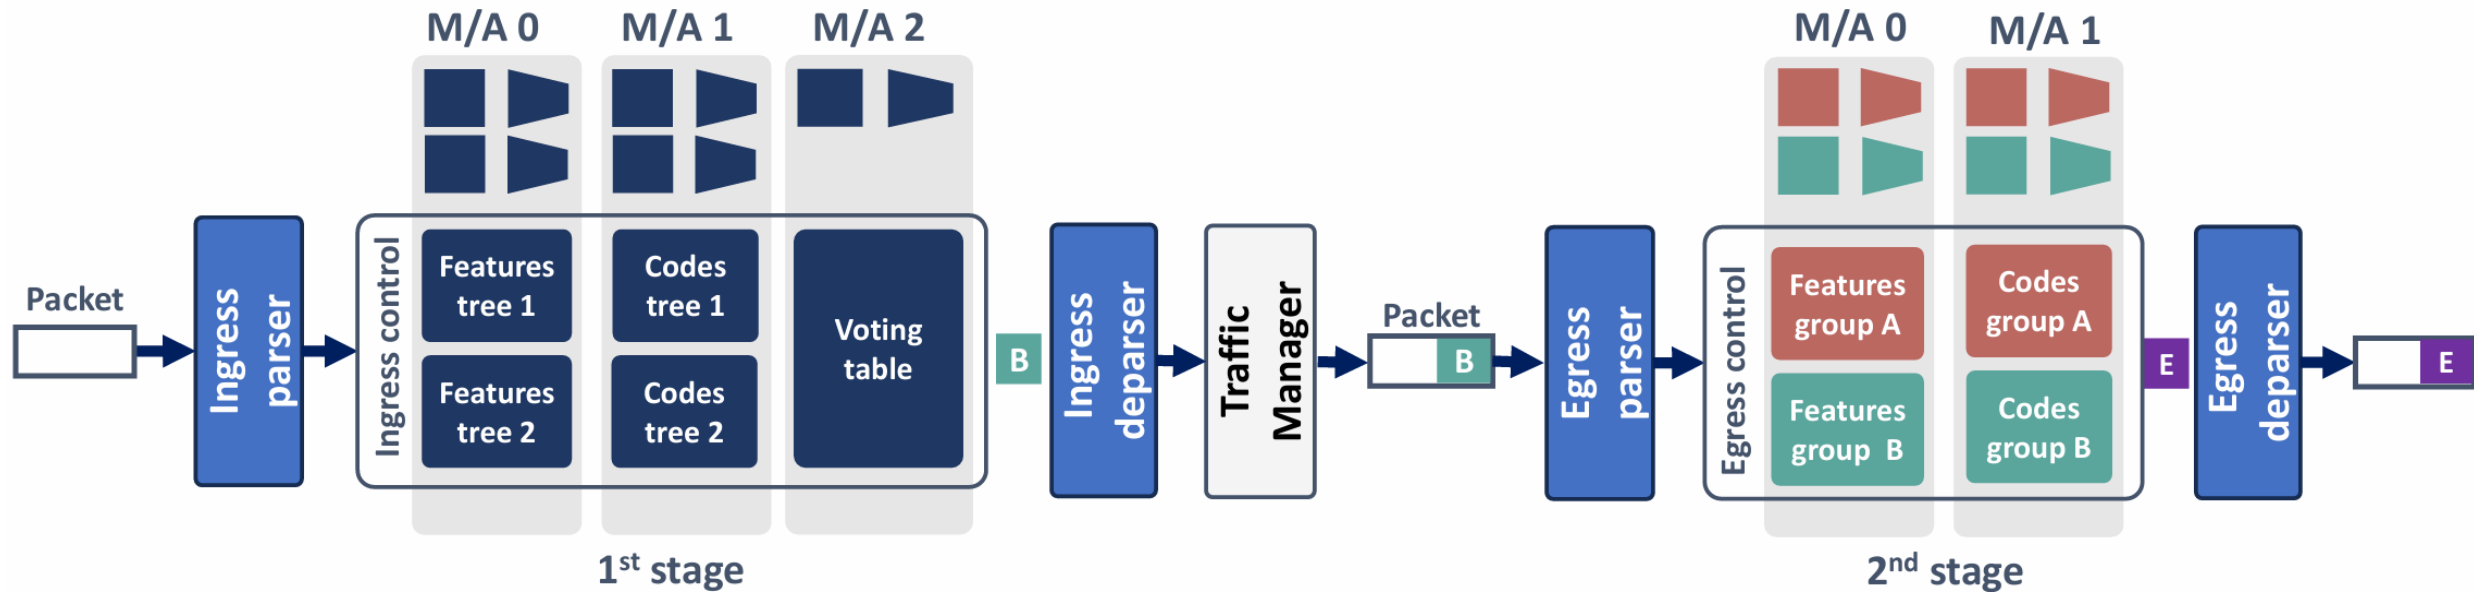 M/A 0
M/A 1
M/A 2
M/A 0
M/A 1
Packet
Ingress
parser
Ingress control
Features
tree 1
Features
tree 2
Codes
tree 1
Codes
tree 2
Voting
table
B
Ingress
deparser
Traffic
Manager
Packet
B
Egress
parser
Egress control
Features
group A
Features
group B
Codes
group A
Codes
group B
E
Egress
deparser
E
1st stage
2nd stage